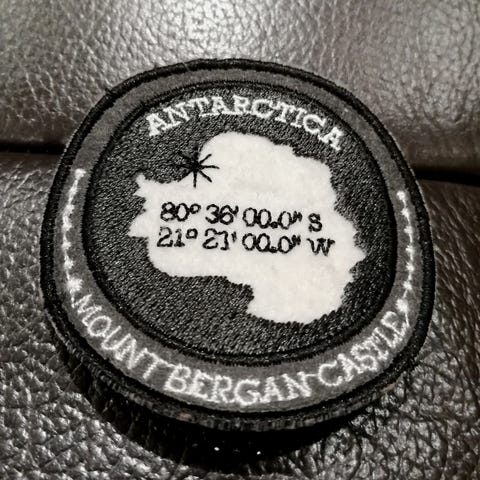 ANTARCTICA
80° 36' 00.0" S
21° 21' 00.0" W
MOUNT BERGAN CASTLE